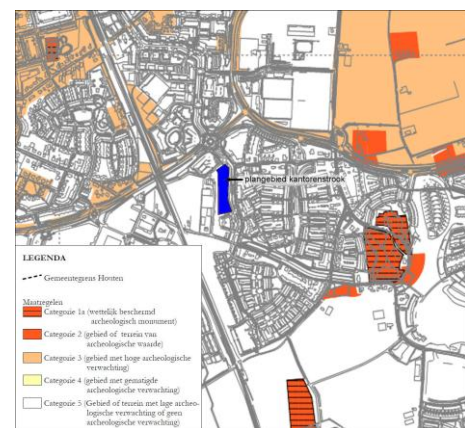 plangebied kantorenstrook
LEGENDA
Gemeentegrens Houten
Maatregelen
Categorie 1a (wettelijk beschermd
archeologisch monument)
Categorie 2 (gebied of terrein van
archeologische waarde)
Categorie 3 (gebied met hoge archeologische
verwachting)
Categorie 4 (gebied met gematigde
archeologische verwachting)
Categorie 5 (Gebied of terrein met lage archeo-
logische verwachting of geen
archeologische verwachting)